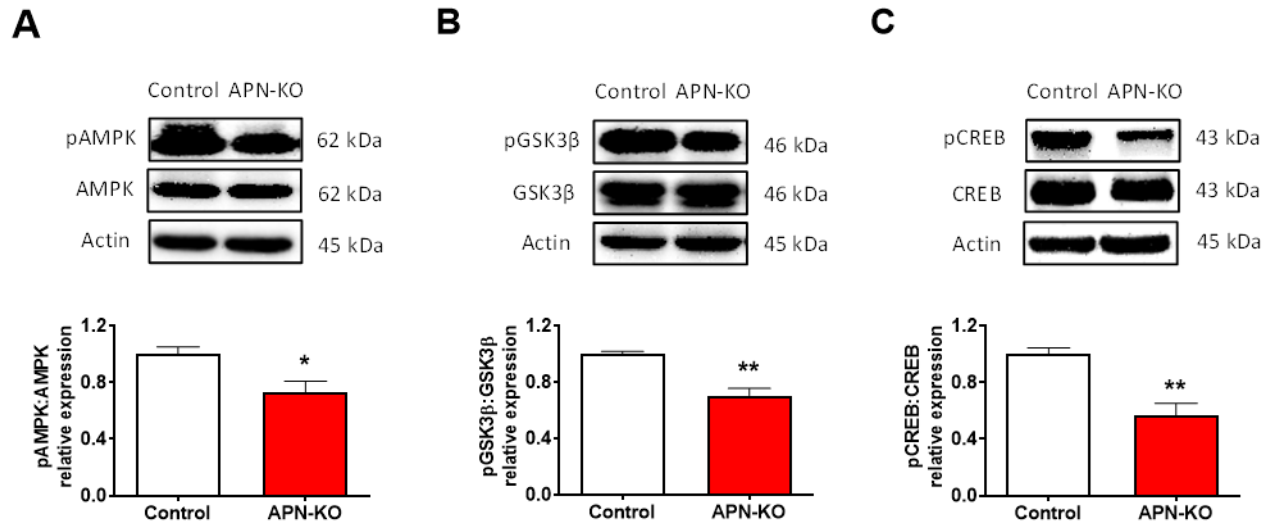 A
Control APN-KO
pAMPK 62 kDa
AMPK 62 kDa
Actin 45 kDa
pAMPK:AMPK
relative expression
1.2
0.8
0.4
0.0
*
Control APN-KO
B
Control APN-KO
pGSK3β 46 kDa
GSK3β 46 kDa
Actin 45 kDa
pGSK3β:GSK3β
relative expression
1.2
0.8
0.4
0.0
**
Control APN-KO
C
Control APN-KO
pCREB 43 kDa
CREB 43 kDa
Actin 45 kDa
pCREB:CREB
relative expression
1.2
0.8
0.4
0.0
**
Control APN-KO